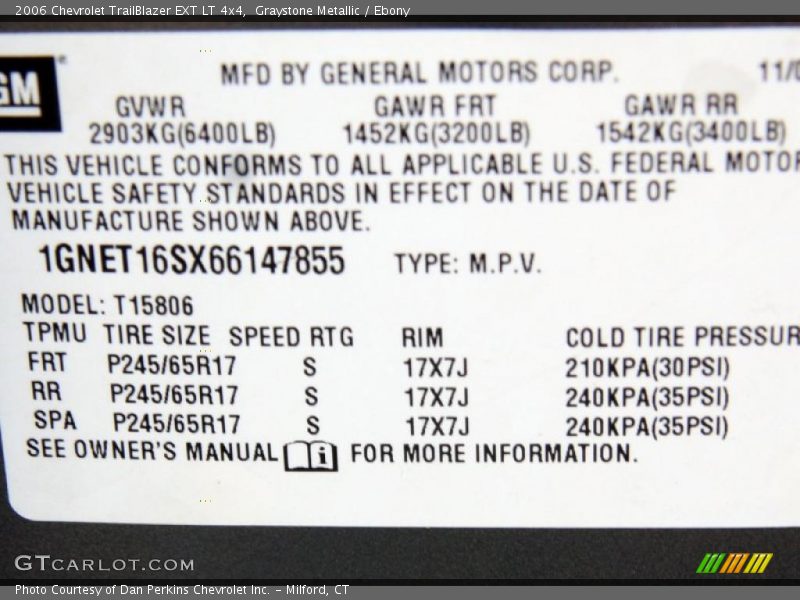 2006 Chevrolet TrailBlazer EXT LT 4x4, Graystone Metallic / Ebony
GM
MFD BY GENERAL MOTORS CORP. 11/0
GVWR GAWR FRT GAWR RR
2903KG(6400LB) 1452KG(3200LB) 1542KG(3400LB)
THIS VEHICLE CONFORMS TO ALL APPLICABLE U.S. FEDERAL MOTOR
VEHICLE SAFETY STANDARDS IN EFFECT ON THE DATE OF
MANUFACTURE SHOWN ABOVE.
1GNET16SX66147855 TYPE: M.P.V.
MODEL: T15806
TPMU TIRE SIZE SPEED RTG RIM COLD TIRE PRESSUR
FRT P245/65R17 S 17X7J 210KPA(30PSI)
RR P245/65R17 S 17X7J 240KPA(35PSI)
SPA P245/65R17 S 17X7J 240KPA(35PSI)
SEE OWNER'S MANUAL i FOR MORE INFORMATION.
GTCARLOT.COM
Photo Courtesy of Dan Perkins Chevrolet Inc. - Milford, CT